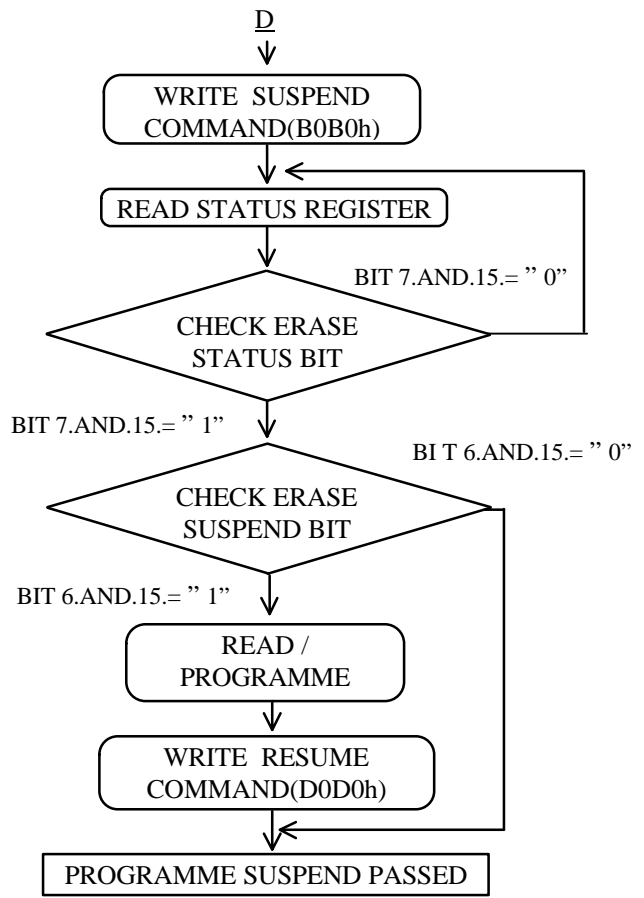 D
WRITE SUSPEND
COMMAND(B0B0h)
READ STATUS REGISTER
BIT 7.AND.15.= ” 0”
CHECK ERASE
STATUS BIT
BIT 7.AND.15.= ” 1”
BI T 6.AND.15.= ” 0”
CHECK ERASE
SUSPEND BIT
BIT 6.AND.15.= ” 1”
READ /
PROGRAMME
WRITE RESUME
COMMAND(D0D0h)
PROGRAMME SUSPEND PASSED